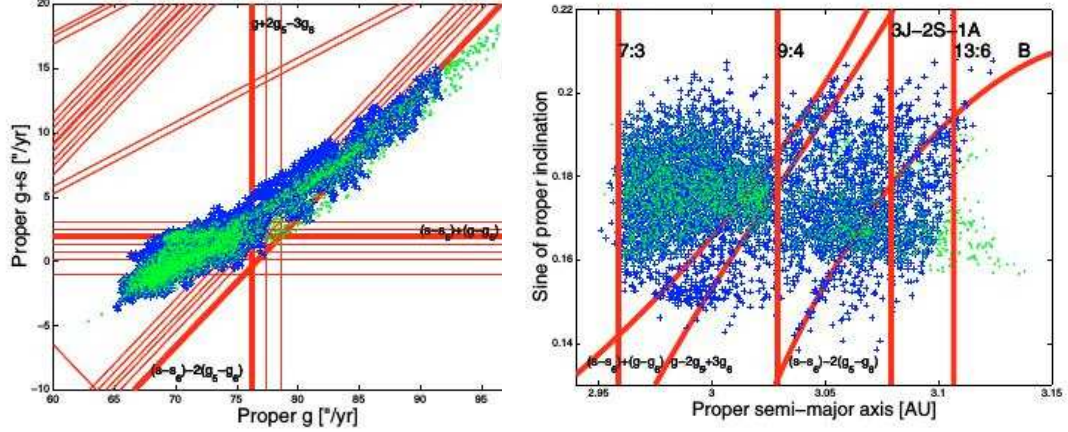 20
15
10
5
0
−5
−10
60
65
70
75
80
85
90
95
Proper g ["/yr]
Proper g+s ["/yr]
g+2g₅−3g₆
(s−s₆)+(g−g₆)
(s−s₆)−2(g₅−g₆)
0.22
0.2
0.18
0.16
0.14
2.95
3
3.05
3.1
3.15
Proper semi−major axis [AU]
Sine of proper inclination
7:3
9:4
3J−2S−1A
13:6
B
(s−s₆)+(g−g₆)
g−2g₅+3g₆
(s−s₆)−2(g₅−g₆)